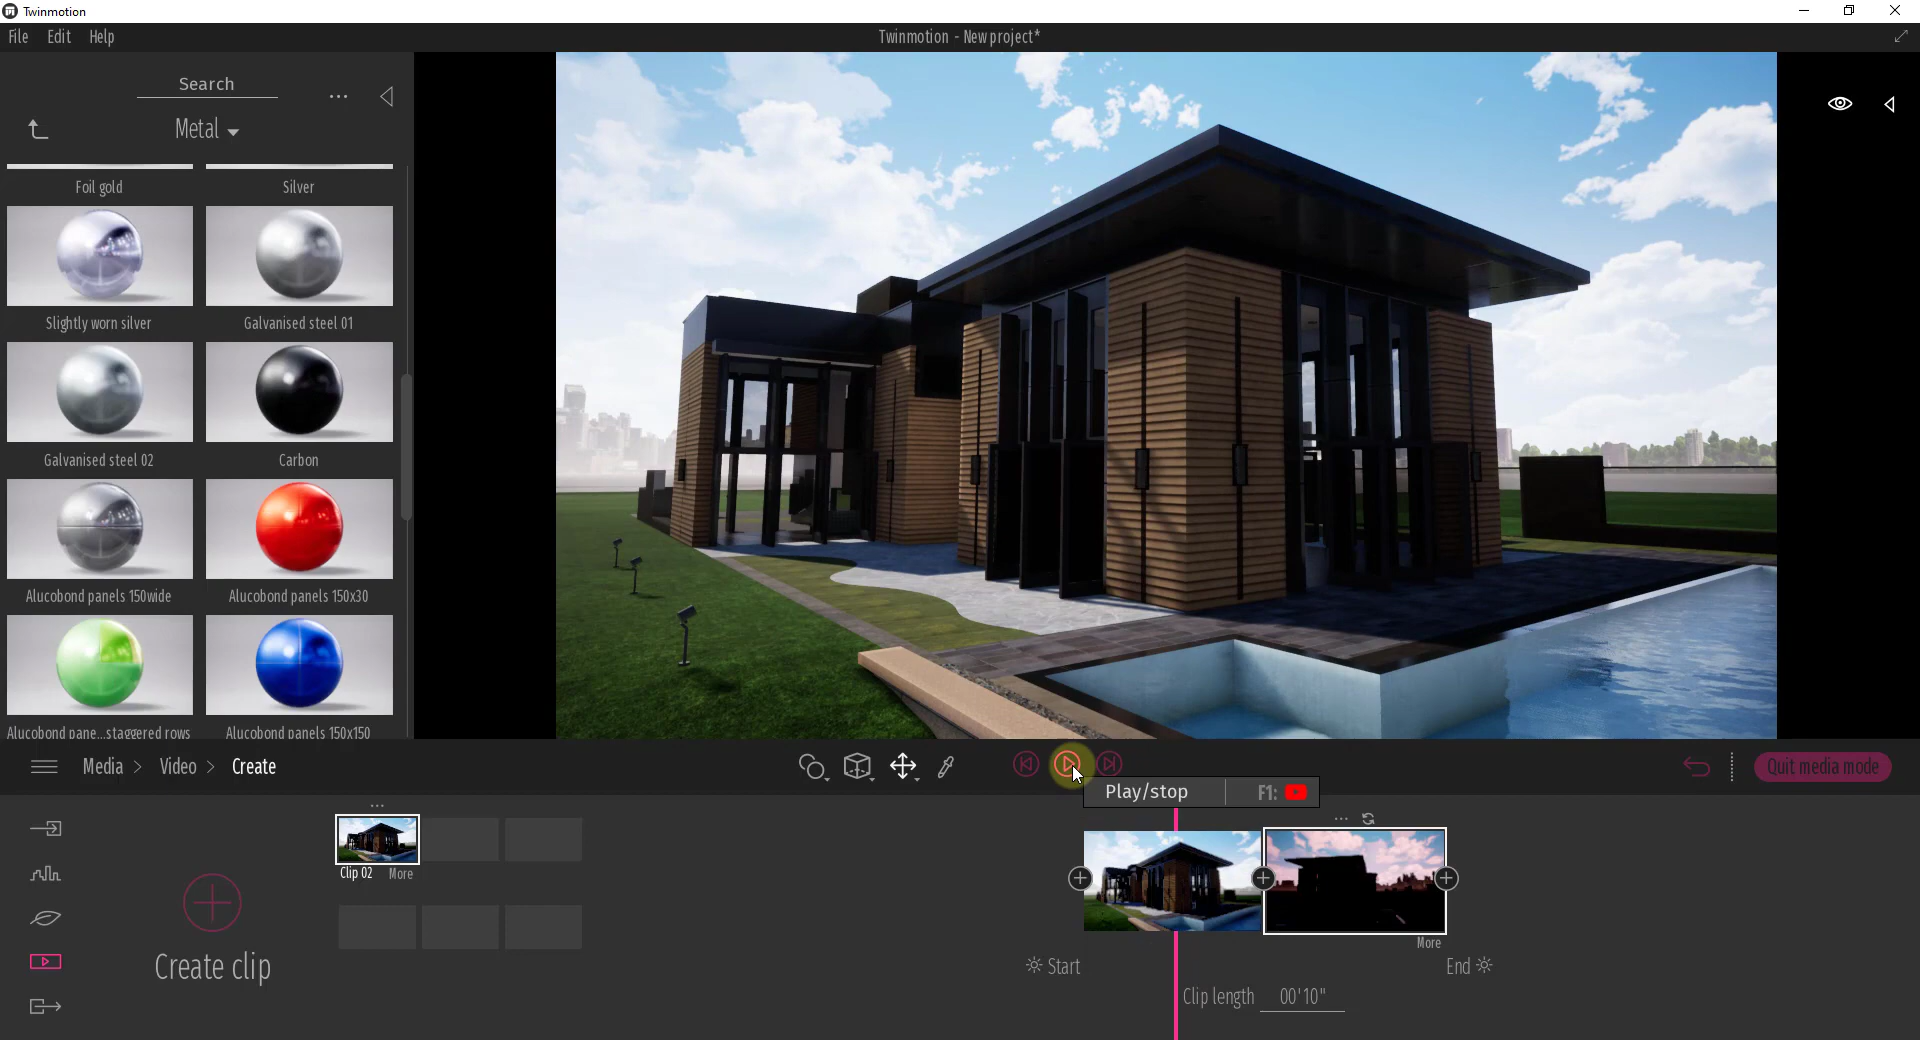 Twinmotion
File Edit Help
Twinmotion - New project*
Search
Metal
Foil gold
Silver
Slightly worn silver
Galvanised steel 01
Galvanised steel 02
Carbon
Alucobond panels 150wide
Alucobond panels 150x30
Alucobond pane...staggered rows
Alucobond panels 150x150
Media > Video > Create
Quit media mode
Play/stop F1:
Clip 02 More
Create clip
More
Start
End
Clip length 00'10"